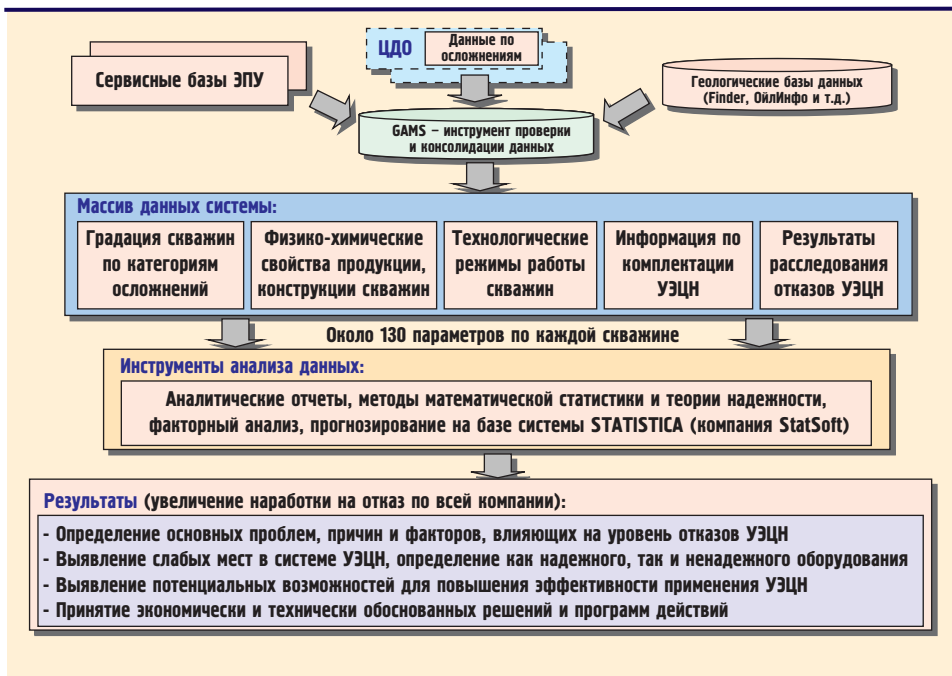 ЦДО
Данные по
осложнениям
Сервисные базы ЭПУ
Геологические базы данных
(Finder, ОйлИнфо и т.д.)
GAMS – инструмент проверки
и консолидации данных
Массив данных системы:
Градация скважин
по категориям
осложнений
Физико-химические
свойства продукции,
конструкции скважин
Технологические
режимы работы
скважин
Информация по
комплектации
УЭЦН
Результаты
расследования
отказов УЭЦН
Около 130 параметров по каждой скважине
Инструменты анализа данных:
Аналитические отчеты, методы математической статистики и теории надежности,
факторный анализ, прогнозирование на базе системы STATISTICA (компания StatSoft)
Результаты (увеличение наработки на отказ по всей компании):
- Определение основных проблем, причин и факторов, влияющих на уровень отказов УЭЦН
- Выявление слабых мест в системе УЭЦН, определение как надежного, так и ненадежного оборудования
- Выявление потенциальных возможностей для повышения эффективности применения УЭЦН
- Принятие экономически и технически обоснованных решений и программ действий